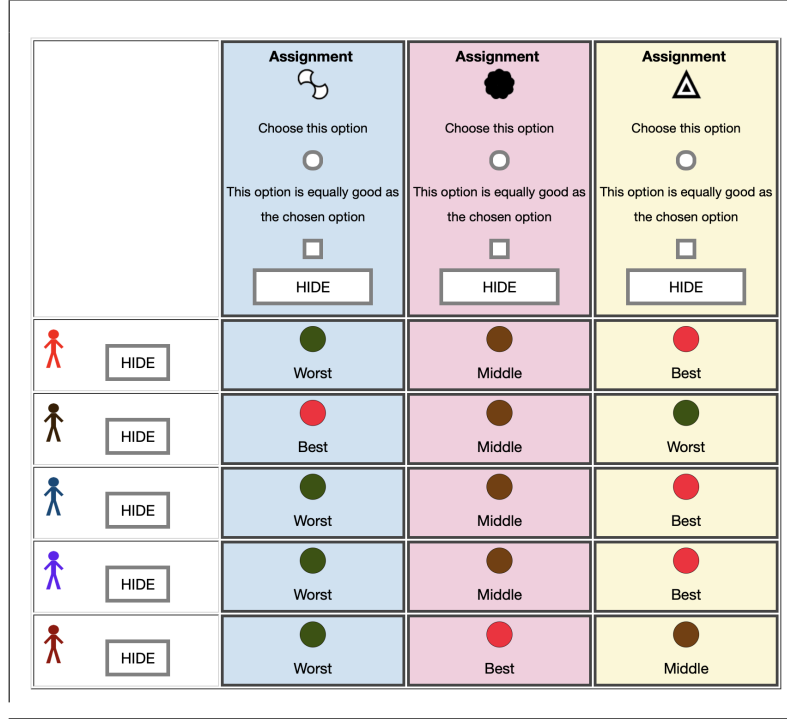 Assignment Assignment Assignment
Choose this option Choose this option Choose this option
This option is equally good as This option is equally good as This option is equally good as
the chosen option the chosen option the chosen option
HIDE HIDE HIDE
HIDE Worst Middle Best
HIDE Best Middle Worst
HIDE Worst Middle Best
HIDE Worst Middle Best
HIDE Worst Best Middle